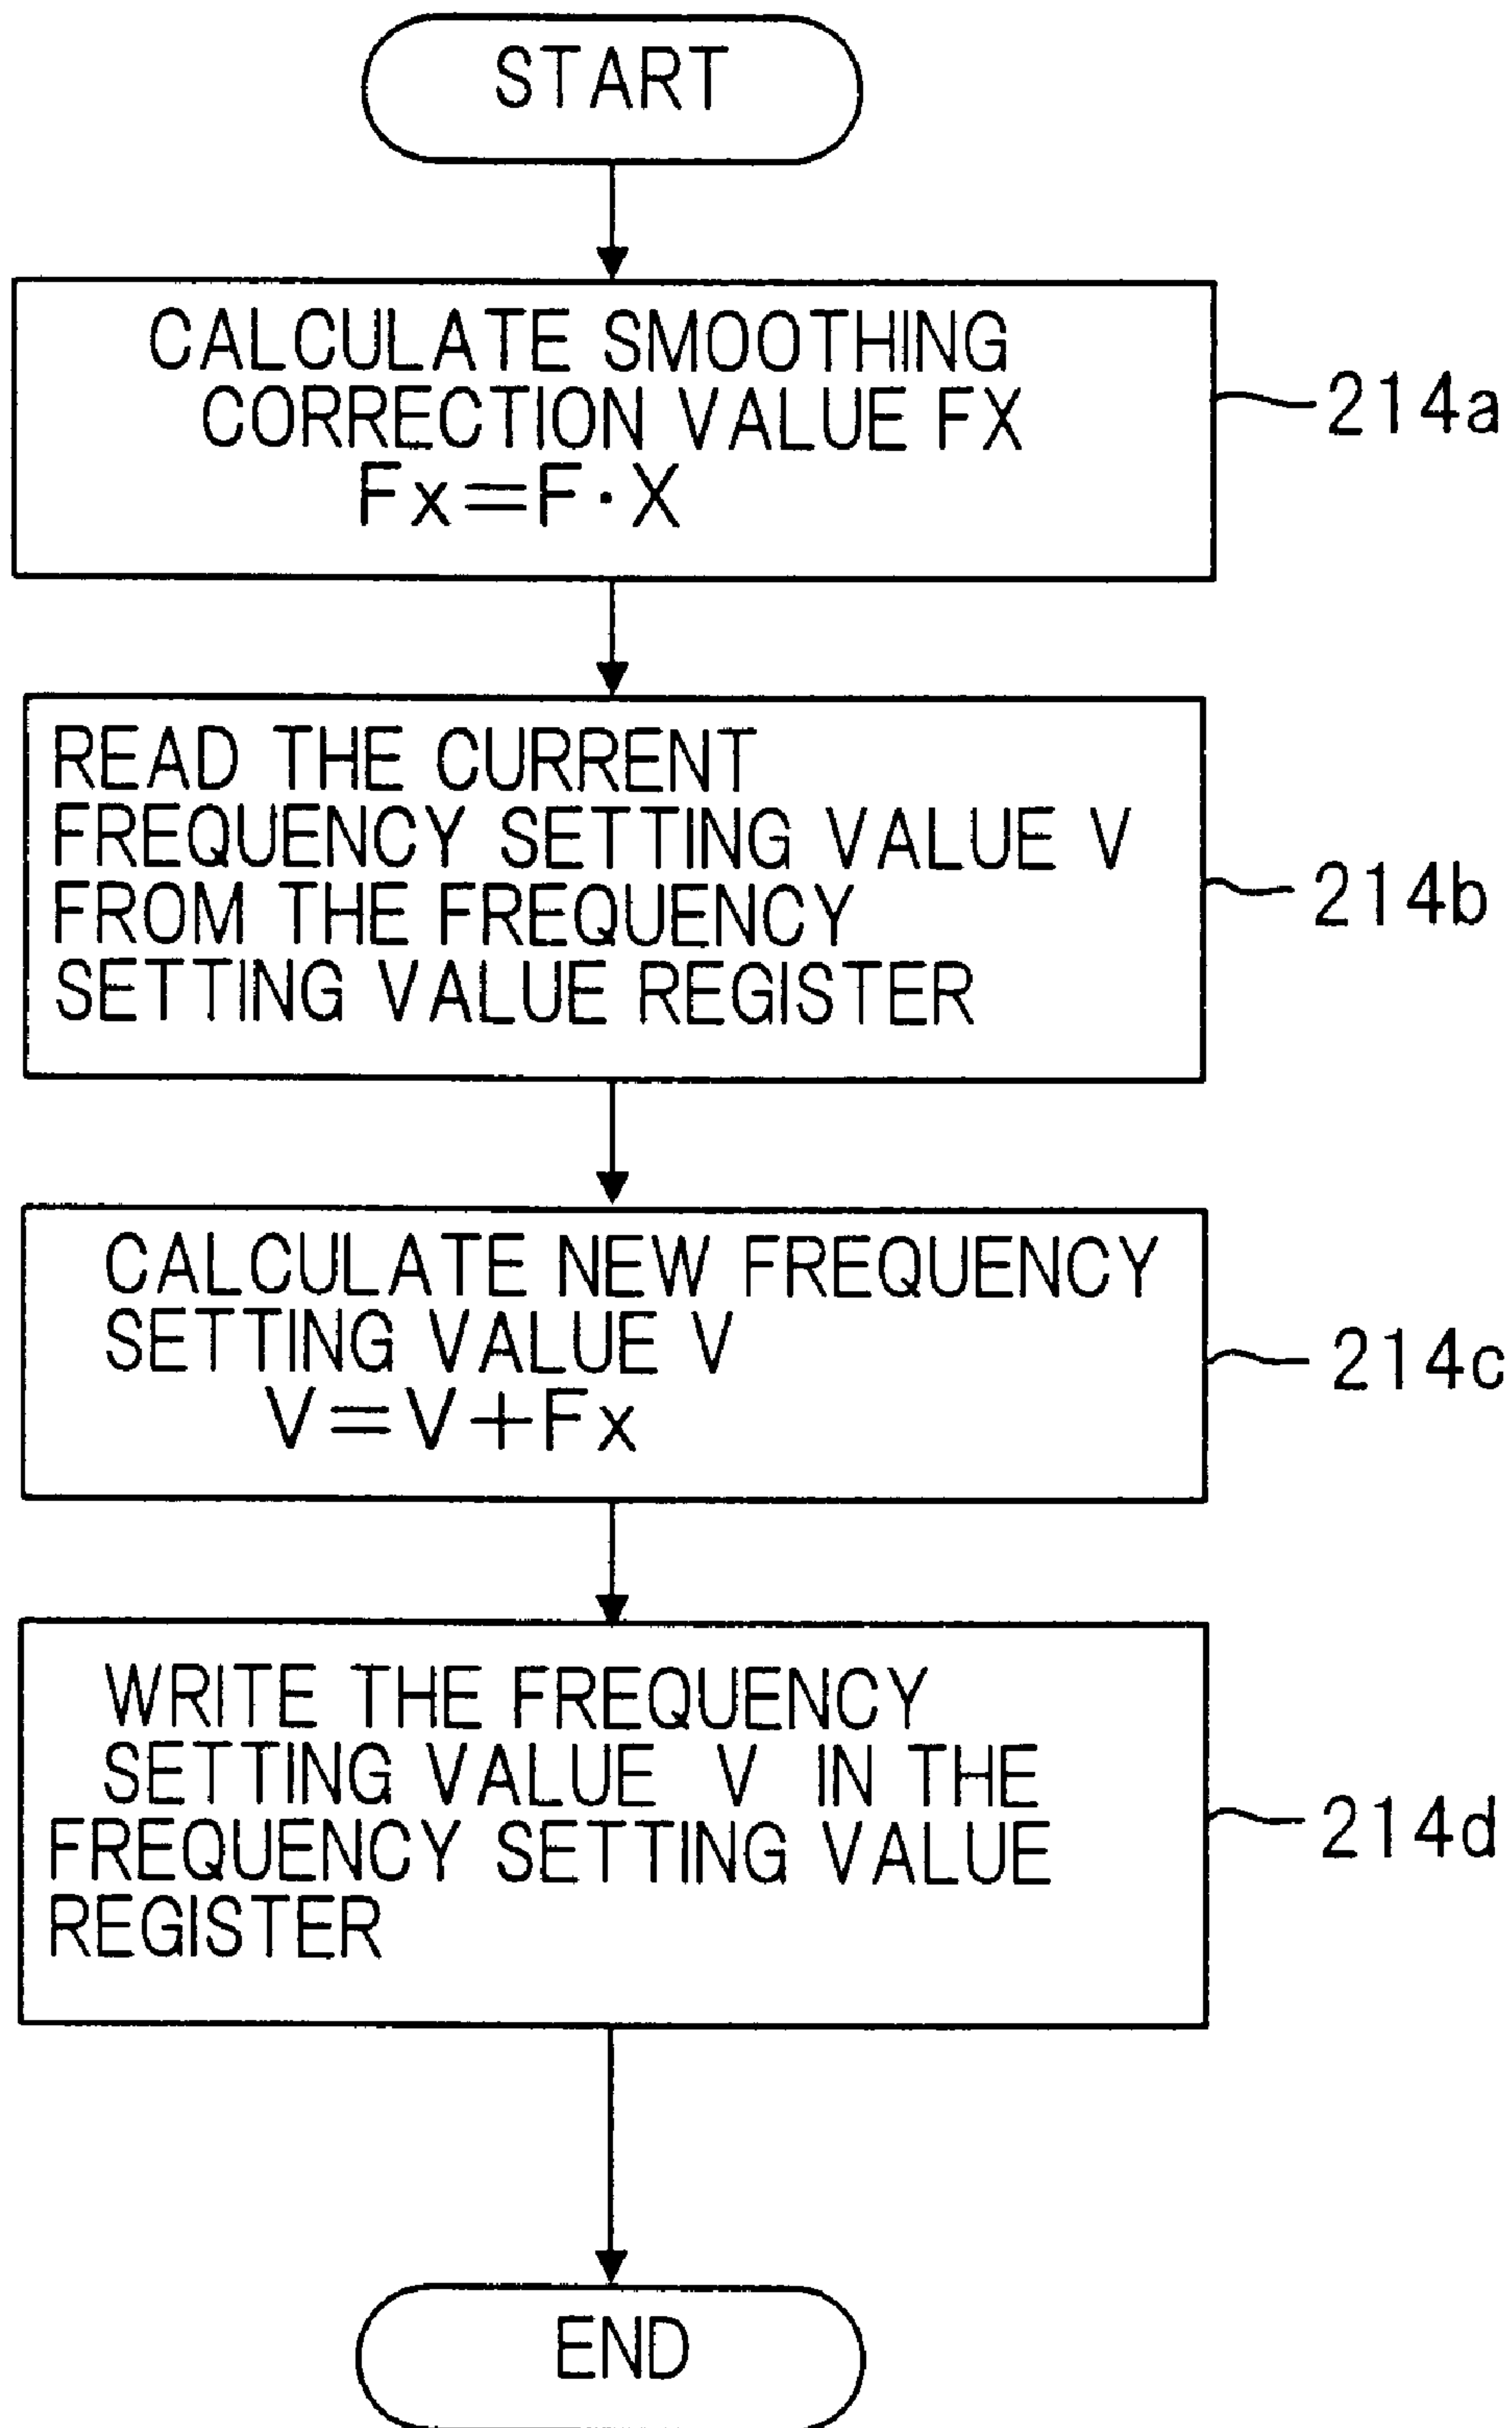 START
CALCULATE SMOOTHING
CORRECTION VALUE FX
Fx=F·X
214a
READ THE CURRENT
FREQUENCY SETTING VALUE V
FROM THE FREQUENCY
SETTING VALUE REGISTER
214b
CALCULATE NEW FREQUENCY
SETTING VALUE V
V=V+Fx
214c
WRITE THE FREQUENCY
SETTING VALUE V IN THE
FREQUENCY SETTING VALUE
REGISTER
214d
END